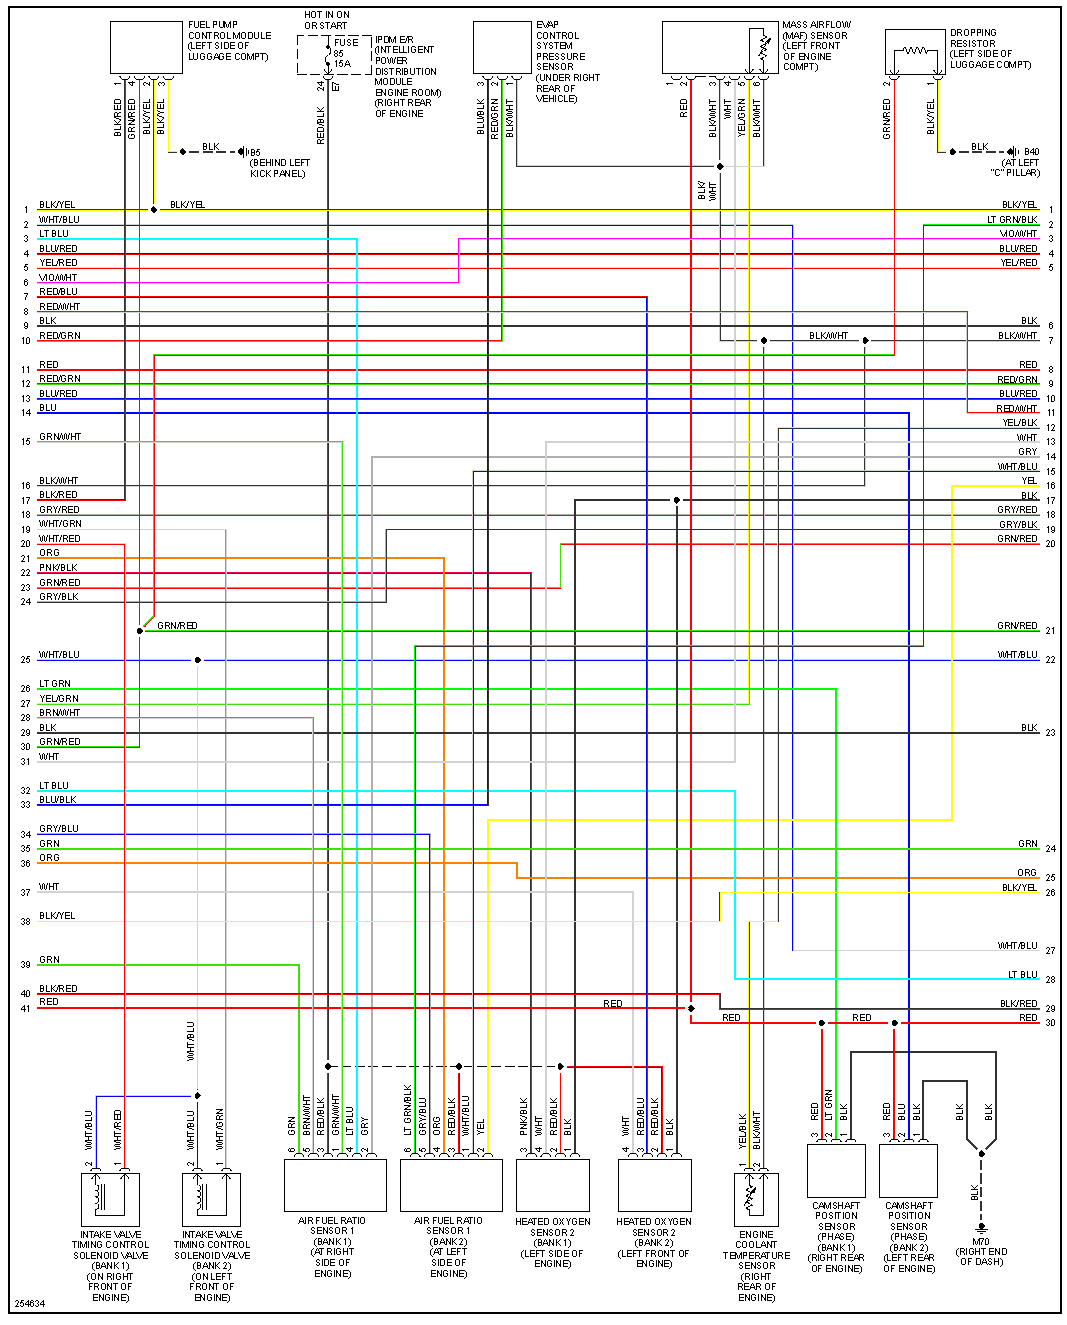 FUEL PUMP
CONTROL MODULE
(LEFT SIDE OF
LUGGAGE COMPT)
HOT IN ON
OR START
FUSE
85
15A
IPDM E/R
(INTELLIGENT
POWER
DISTRIBUTION
MODULE
ENGINE ROOM)
(RIGHT REAR
OF ENGINE
EVAP
CONTROL
SYSTEM
PRESSURE
SENSOR
(UNDER RIGHT
REAR OF
VEHICLE)
MASS AIRFLOW
(MAF) SENSOR
(LEFT FRONT
OF ENGINE
COMPT)
DROPPING
RESISTOR
(LEFT SIDE OF
LUGGAGE COMPT)
1 4 2 3
24 E7
3 2 1
1 2 3 4 5 6
2 1
BLK/RED
GRN/RED
BLK/YEL
BLK/YEL
RED/BLK
BLU/BLK
RED/GRN
BLK/WHT
RED
BLK/WHT
WHT
YEL/GRN
BLK/WHT
GRN/RED
BLK/YEL
BLK
B5
(BEHIND LEFT
KICK PANEL)
BLK
B40
(AT LEFT
"C" PILLAR)
BLK/
WHT
1 BLK/YEL BLK/YEL BLK/YEL 1
2 WHT/BLU LT GRN/BLK 2
3 LT BLU VIO/WHT 3
4 BLU/RED BLU/RED 4
5 YEL/RED YEL/RED 5
6 VIO/WHT
7 RED/BLU
8 RED/WHT
9 BLK BLK 6
10 RED/GRN BLK/WHT BLK/WHT 7
11 RED RED 8
12 RED/GRN RED/GRN 9
13 BLU/RED BLU/RED 10
14 BLU RED/WHT 11
YEL/BLK 12
15 GRN/WHT WHT 13
GRY 14
WHT/BLU 15
16 BLK/WHT YEL 16
17 BLK/RED BLK 17
18 GRY/RED GRY/RED 18
19 WHT/GRN GRY/BLK 19
20 WHT/RED GRN/RED 20
21 ORG
22 PNK/BLK
23 GRN/RED
24 GRY/BLK
GRN/RED GRN/RED 21
25 WHT/BLU WHT/BLU 22
26 LT GRN
27 YEL/GRN
28 BRN/WHT
29 BLK BLK 23
30 GRN/RED
31 WHT
32 LT BLU
33 BLU/BLK
34 GRY/BLU
35 GRN GRN 24
36 ORG ORG 25
37 WHT BLK/YEL 26
38 BLK/YEL
WHT/BLU 27
39 GRN LT BLU 28
40 BLK/RED BLK/RED 29
41 RED RED
RED RED RED 30
WHT/BLU
WHT/BLU
WHT/RED
WHT/BLU
WHT/GRN
GRN
BRN/WHT
RED/BLK
GRN/WHT
LT BLU
GRY
LT GRN/BLK
GRY/BLU
ORG
RED/BLK
WHT/BLU
YEL
PNK/BLK
WHT
RED/BLK
BLK
WHT
RED/BLU
RED/BLK
BLK
YEL/BLK
BLK/WHT
RED
LT GRN
BLK
RED
BLU
BLK
BLK
BLK
BLK
2 1
2 1
6 5 3 1 4 2
6 5 4 3 1 2
3 4 2 1
4 3 2 1
1 2
3 2 1
3 2 1
INTAKE VALVE
TIMING CONTROL
SOLENOID VALVE
(BANK 1)
(ON RIGHT
FRONT OF
ENGINE)
INTAKE VALVE
TIMING CONTROL
SOLENOID VALVE
(BANK 2)
(ON LEFT
FRONT OF
ENGINE)
AIR FUEL RATIO
SENSOR 1
(BANK 1)
(AT RIGHT
SIDE OF
ENGINE)
AIR FUEL RATIO
SENSOR 1
(BANK 2)
(AT LEFT
SIDE OF
ENGINE)
HEATED OXYGEN
SENSOR 2
(BANK 1)
(LEFT SIDE OF
ENGINE)
HEATED OXYGEN
SENSOR 2
(BANK 2)
(LEFT FRONT OF
ENGINE)
ENGINE
COOLANT
TEMPERATURE
SENSOR
(RIGHT
REAR OF
ENGINE)
CAMSHAFT
POSITION
SENSOR
(PHASE)
(BANK 1)
(RIGHT REAR
OF ENGINE)
CAMSHAFT
POSITION
SENSOR
(PHASE)
(BANK 2)
(LEFT REAR
OF ENGINE)
M70
(RIGHT END
OF DASH)
254634